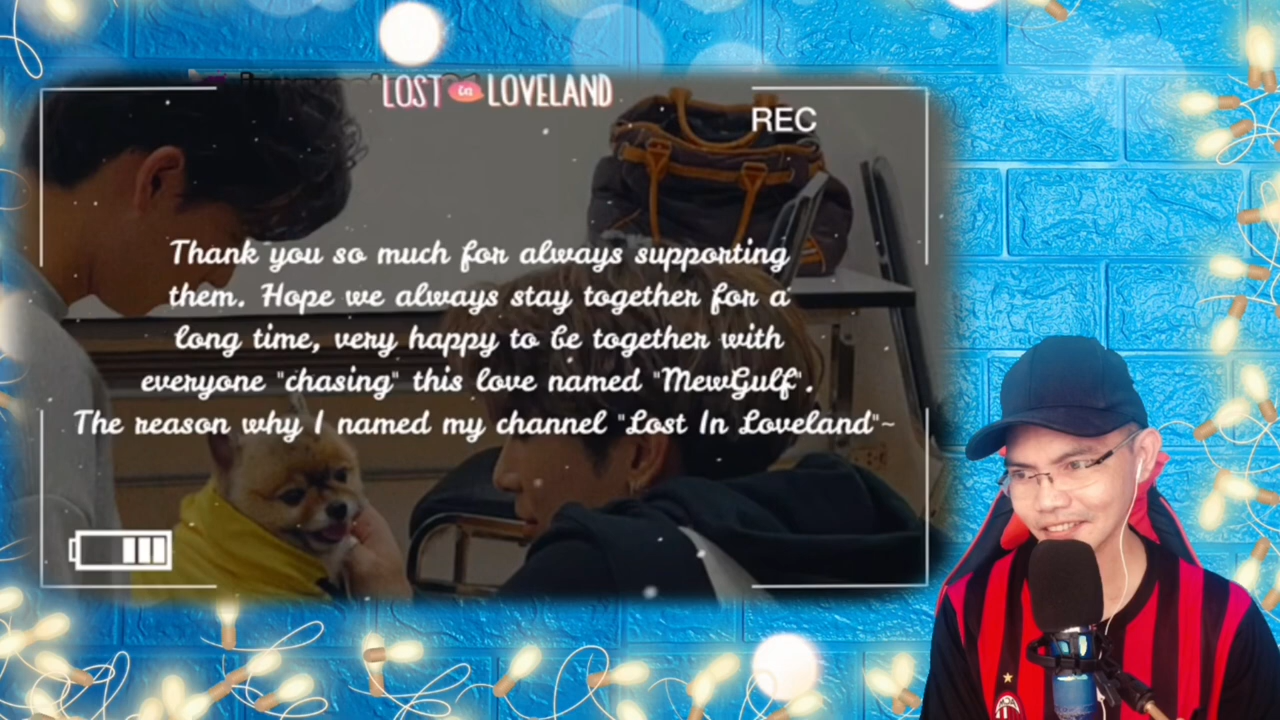 LOST in LOVELAND
REC
Thank you so much for always supporting
them. Hope we always stay together for a
long time, very happy to be together with
everyone "chasing" this love named "MewGulf".
The reason why I named my channel "Lost In Loveland"~